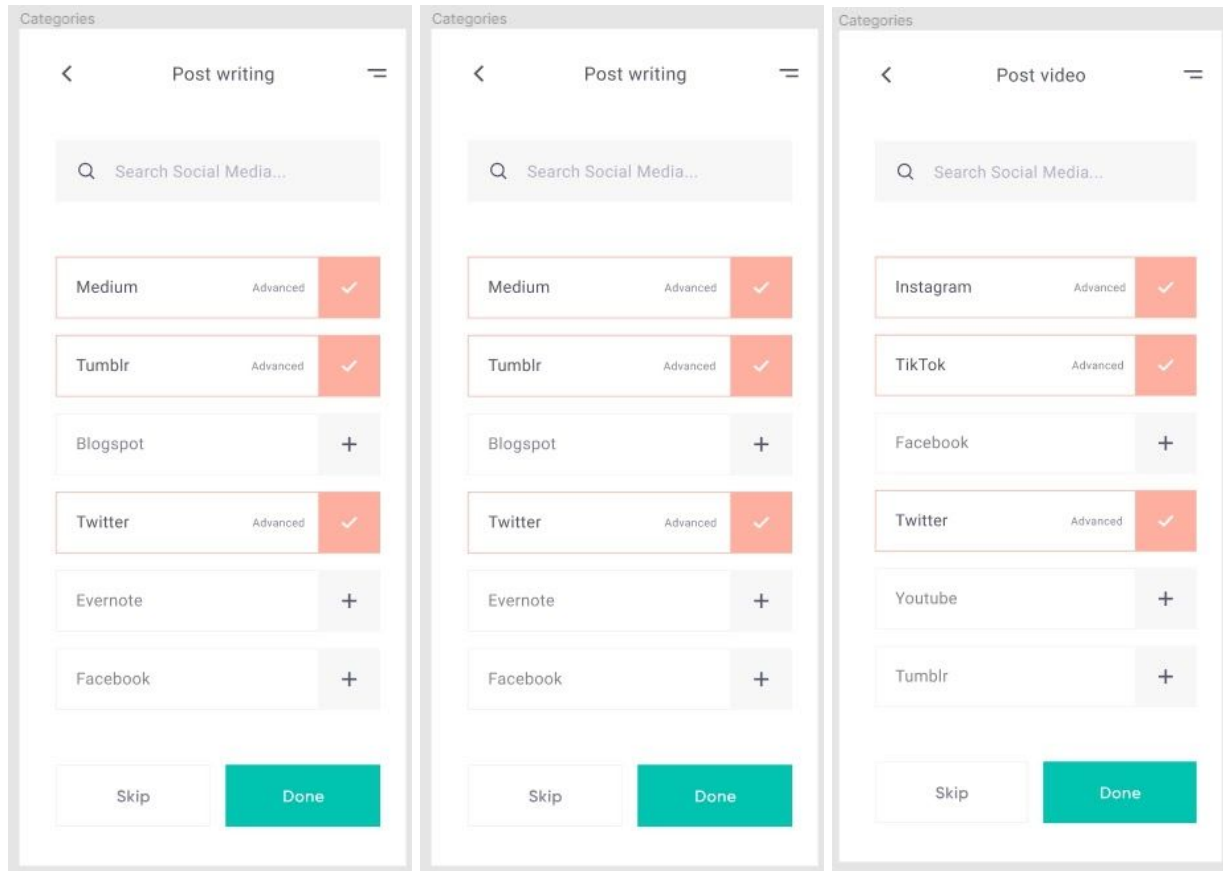 Categories
Post writing
Search Social Media...
Medium Advanced
Tumblr Advanced
Blogspot
Twitter Advanced
Evernote
Facebook
Skip Done
Categories
Post writing
Search Social Media...
Medium Advanced
Tumblr Advanced
Blogspot
Twitter Advanced
Evernote
Facebook
Skip Done
Categories
Post video
Search Social Media...
Instagram Advanced
TikTok Advanced
Facebook
Twitter Advanced
Youtube
Tumblr
Skip Done